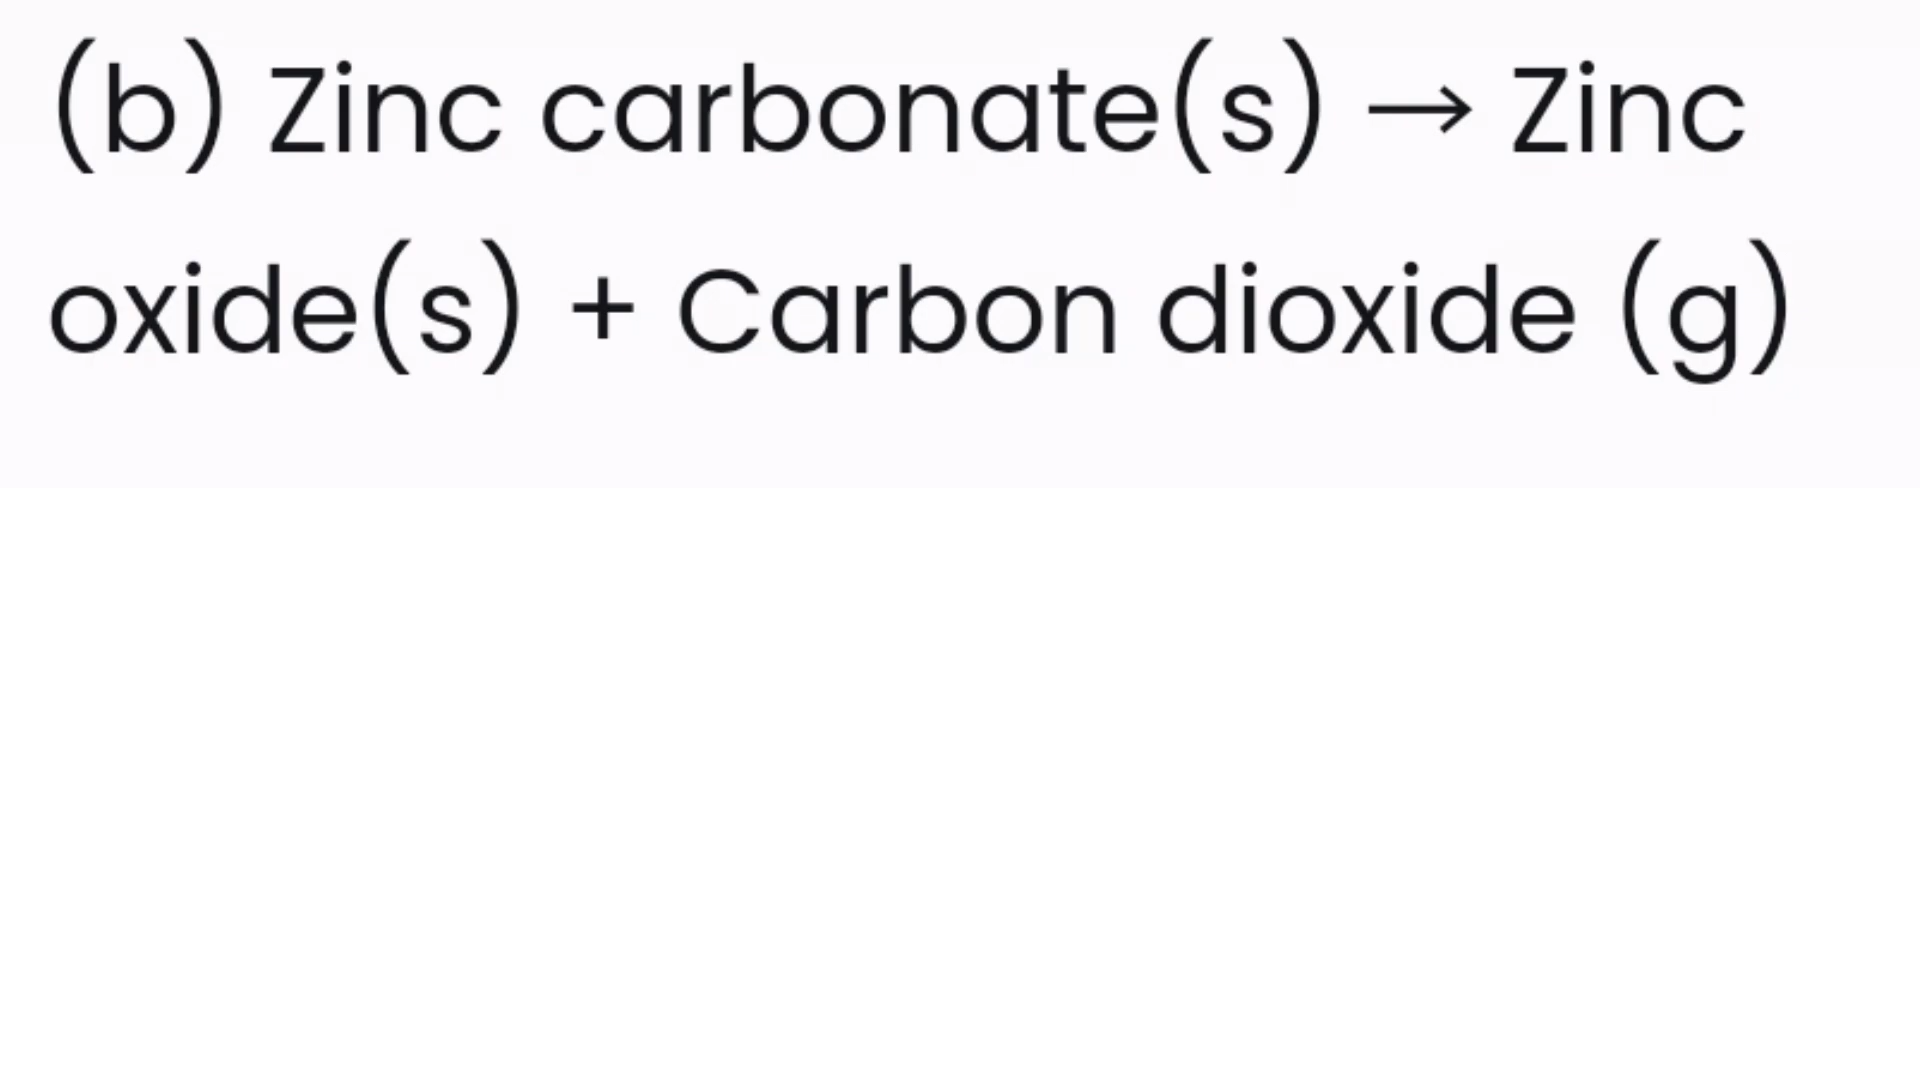 (b) Zinc carbonate(s) → Zinc
oxide(s) + Carbon dioxide (g)